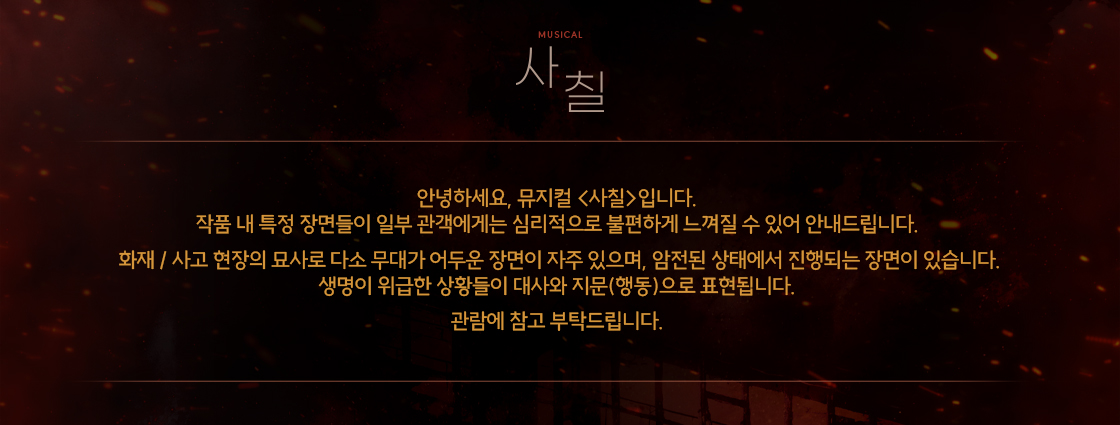 MUSICAL
사칠
안녕하세요, 뮤지컬 <사칠>입니다.
작품 내 특정 장면들이 일부 관객에게는 심리적으로 불편하게 느껴질 수 있어 안내드립니다.
화재 / 사고 현장의 묘사로 다소 무대가 어두운 장면이 자주 있으며, 암전된 상태에서 진행되는 장면이 있습니다.
생명이 위급한 상황들이 대사와 지문(행동)으로 표현됩니다.
관람에 참고 부탁드립니다.